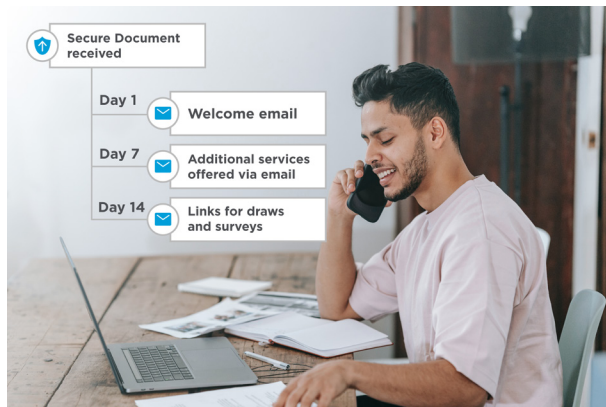 Secure Document
received
Day 1
Welcome email
Day 7
Additional services
offered via email
Day 14
Links for draws
and surveys